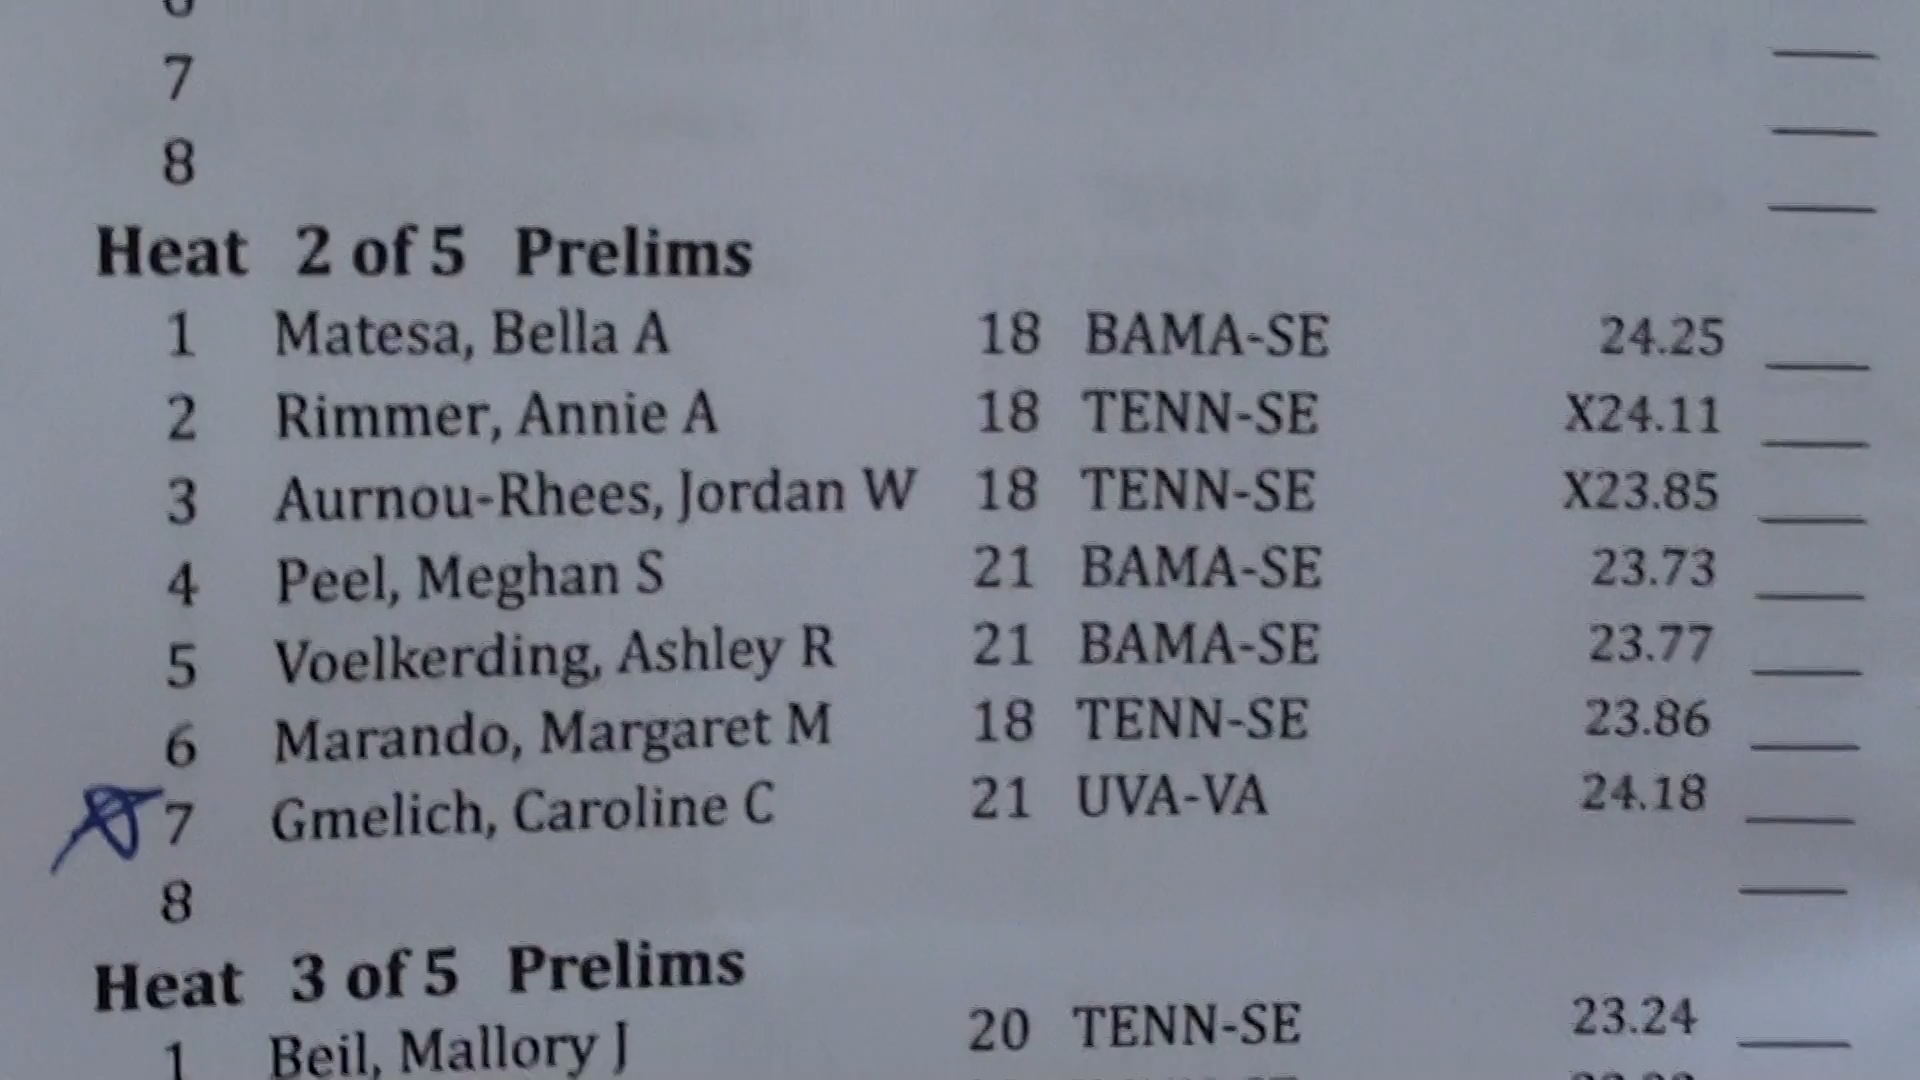 7
8
Heat 2 of 5 Prelims
1 Matesa, Bella A 18 BAMA-SE 24.25
2 Rimmer, Annie A 18 TENN-SE X24.11
3 Aurnou-Rhees, Jordan W 18 TENN-SE X23.85
4 Peel, Meghan S 21 BAMA-SE 23.73
5 Voelkerding, Ashley R 21 BAMA-SE 23.77
6 Marando, Margaret M 18 TENN-SE 23.86
7 Gmelich, Caroline C 21 UVA-VA 24.18
8
Heat 3 of 5 Prelims
1 Beil, Mallory J 20 TENN-SE 23.24